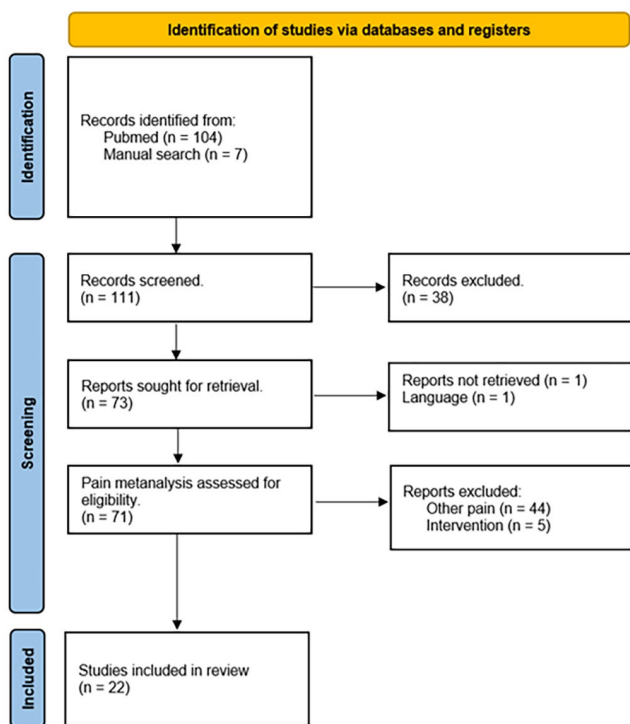 Identification of studies via databases and registers
Identification
Records identified from:
Pubmed (n = 104)
Manual search (n = 7)
Screening
Records screened.
(n = 111)
Records excluded.
(n = 38)
Reports sought for retrieval.
(n = 73)
Reports not retrieved (n = 1)
Language (n = 1)
Pain metanalysis assessed for
eligibility.
(n = 71)
Reports excluded:
Other pain (n = 44)
Intervention (n = 5)
Included
Studies included in review
(n = 22)